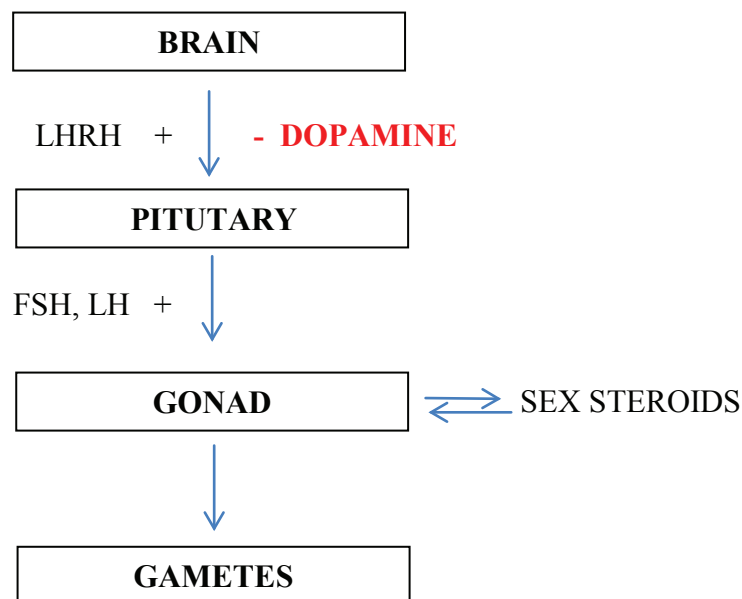 BRAIN
LHRH + - DOPAMINE
PITUTARY
FSH, LH +
GONAD
SEX STEROIDS
GAMETES